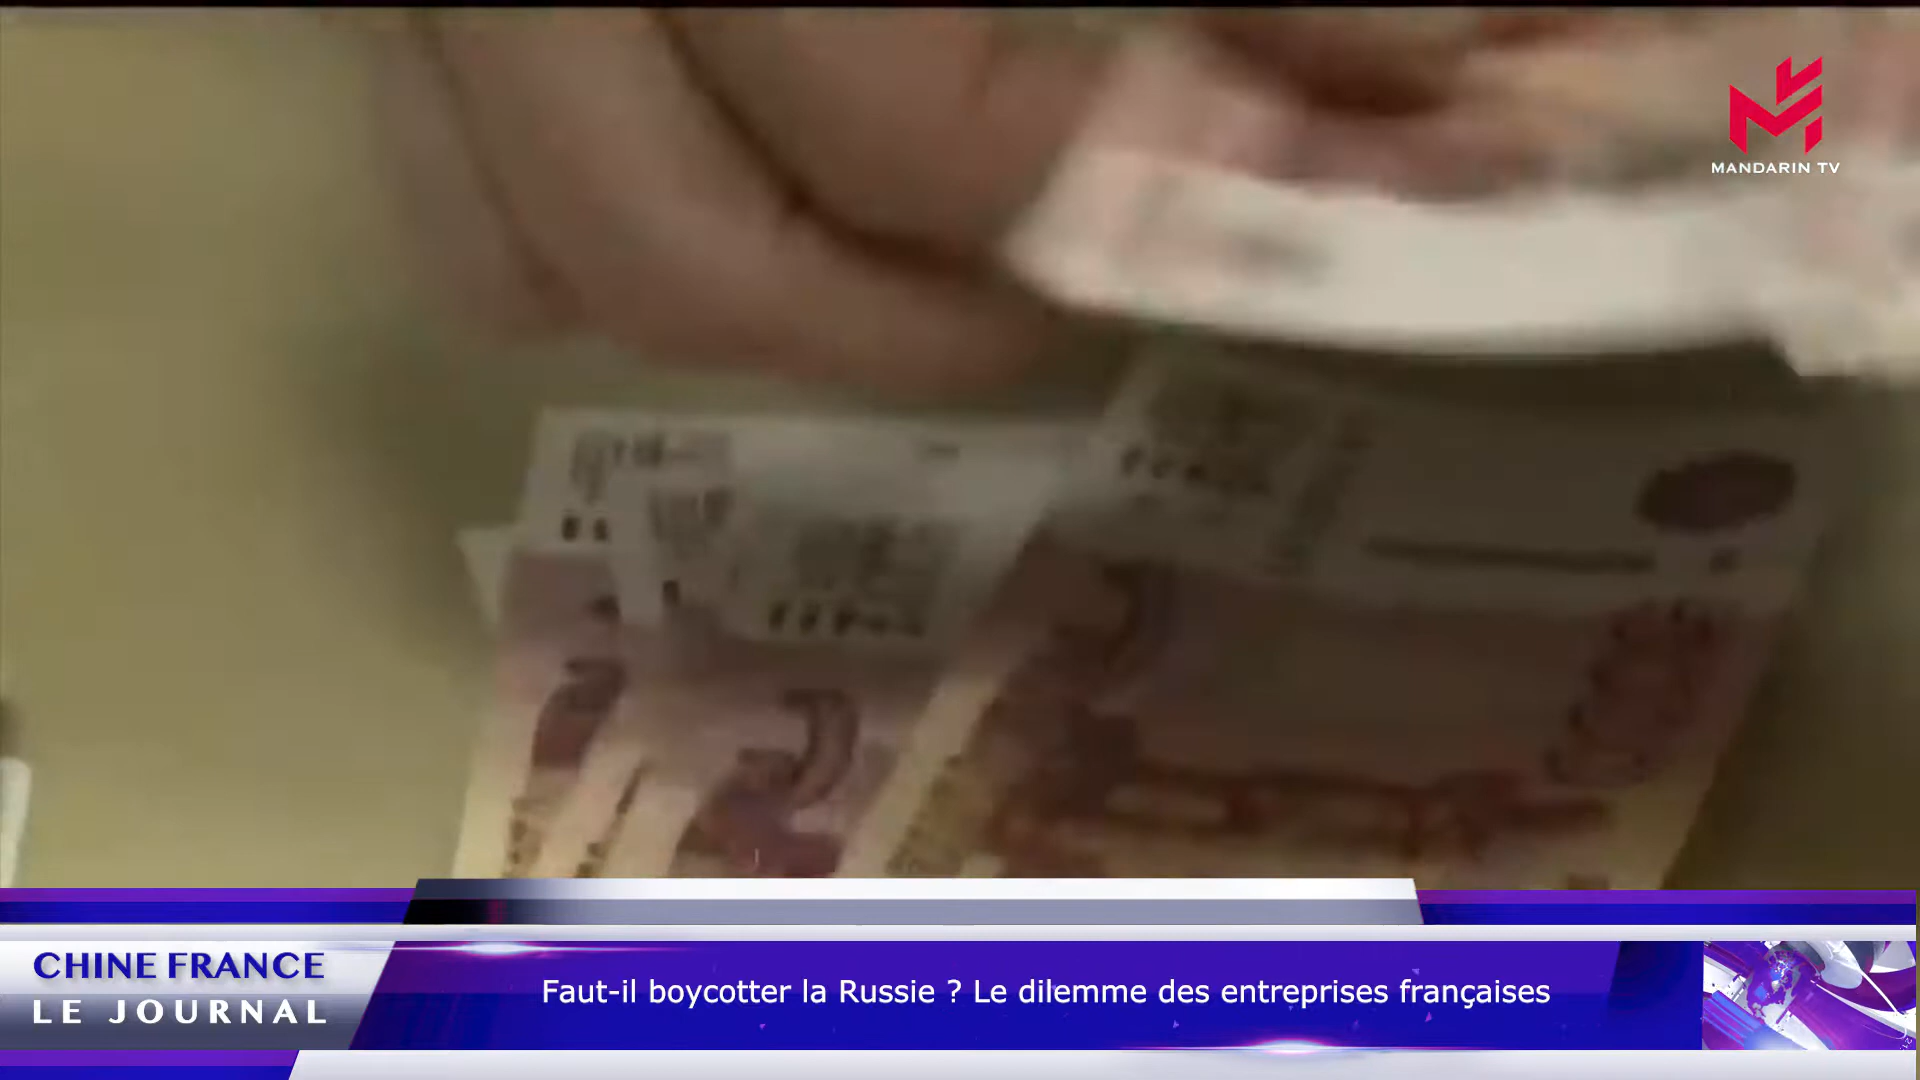 MANDARIN TV
CHINE FRANCE
LE JOURNAL
Faut-il boycotter la Russie ? Le dilemme des entreprises françaises